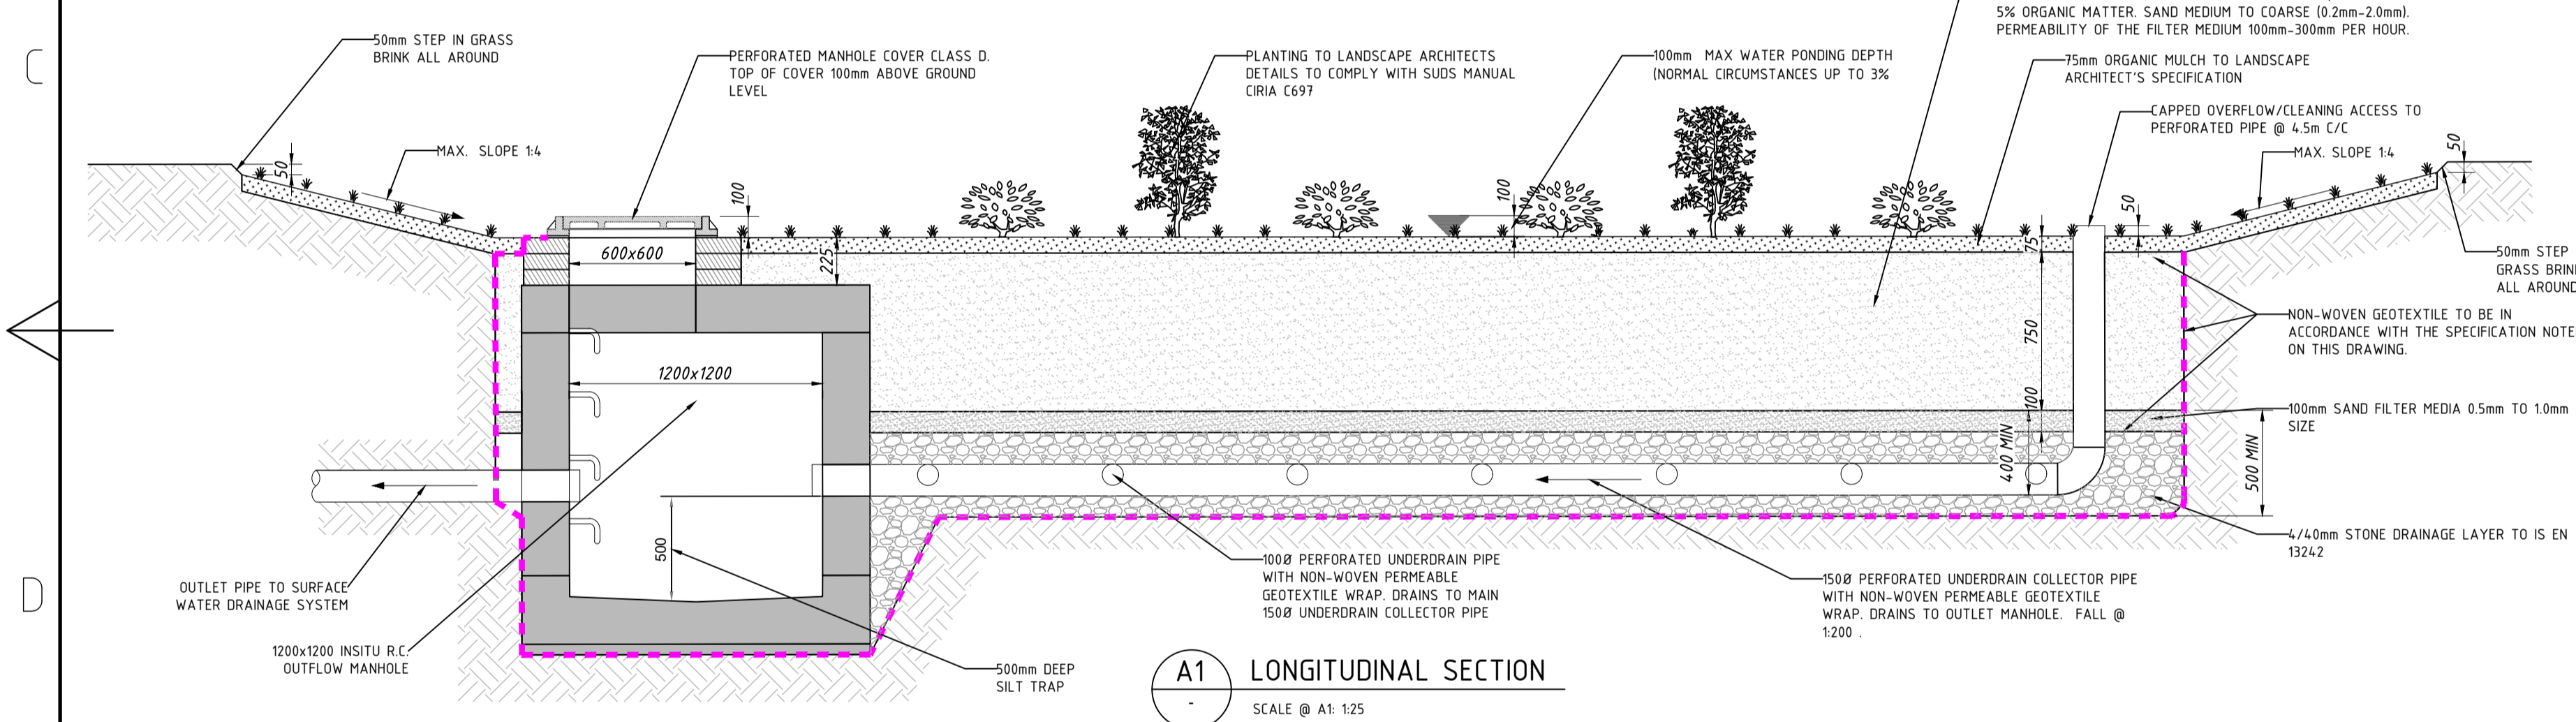 C
D
50mm STEP IN GRASS
BRINK ALL AROUND
PERFORATED MANHOLE COVER CLASS D.
TOP OF COVER 100mm ABOVE GROUND
LEVEL
PLANTING TO LANDSCAPE ARCHITECTS
DETAILS TO COMPLY WITH SUDS MANUAL
CIRIA C697
100mm MAX WATER PONDING DEPTH
(NORMAL CIRCUMSTANCES UP TO 3%
5% ORGANIC MATTER. SAND MEDIUM TO COARSE (0.2mm-2.0mm).
PERMEABILITY OF THE FILTER MEDIUM 100mm-300mm PER HOUR.
75mm ORGANIC MULCH TO LANDSCAPE
ARCHITECT'S SPECIFICATION
CAPPED OVERFLOW/CLEANING ACCESS TO
PERFORATED PIPE @ 4.5m C/C
MAX. SLOPE 1:4
MAX. SLOPE 1:4
50
100
100
50
50
600x600
225
75
750
100
1200x1200
400 MIN
500 MIN
500
50mm STEP
GRASS BRIN
ALL AROUND
NON-WOVEN GEOTEXTILE TO BE IN
ACCORDANCE WITH THE SPECIFICATION NOTE
ON THIS DRAWING.
100mm SAND FILTER MEDIA 0.5mm TO 1.0mm
SIZE
4/40mm STONE DRAINAGE LAYER TO IS EN
13242
OUTLET PIPE TO SURFACE
WATER DRAINAGE SYSTEM
1200x1200 INSITU R.C.
OUTFLOW MANHOLE
500mm DEEP
SILT TRAP
100Ø PERFORATED UNDERDRAIN PIPE
WITH NON-WOVEN PERMEABLE
GEOTEXTILE WRAP. DRAINS TO MAIN
150Ø UNDERDRAIN COLLECTOR PIPE
150Ø PERFORATED UNDERDRAIN COLLECTOR PIPE
WITH NON-WOVEN PERMEABLE GEOTEXTILE
WRAP. DRAINS TO OUTLET MANHOLE. FALL @
1:200 .
A1
-
LONGITUDINAL SECTION
SCALE @ A1: 1:25